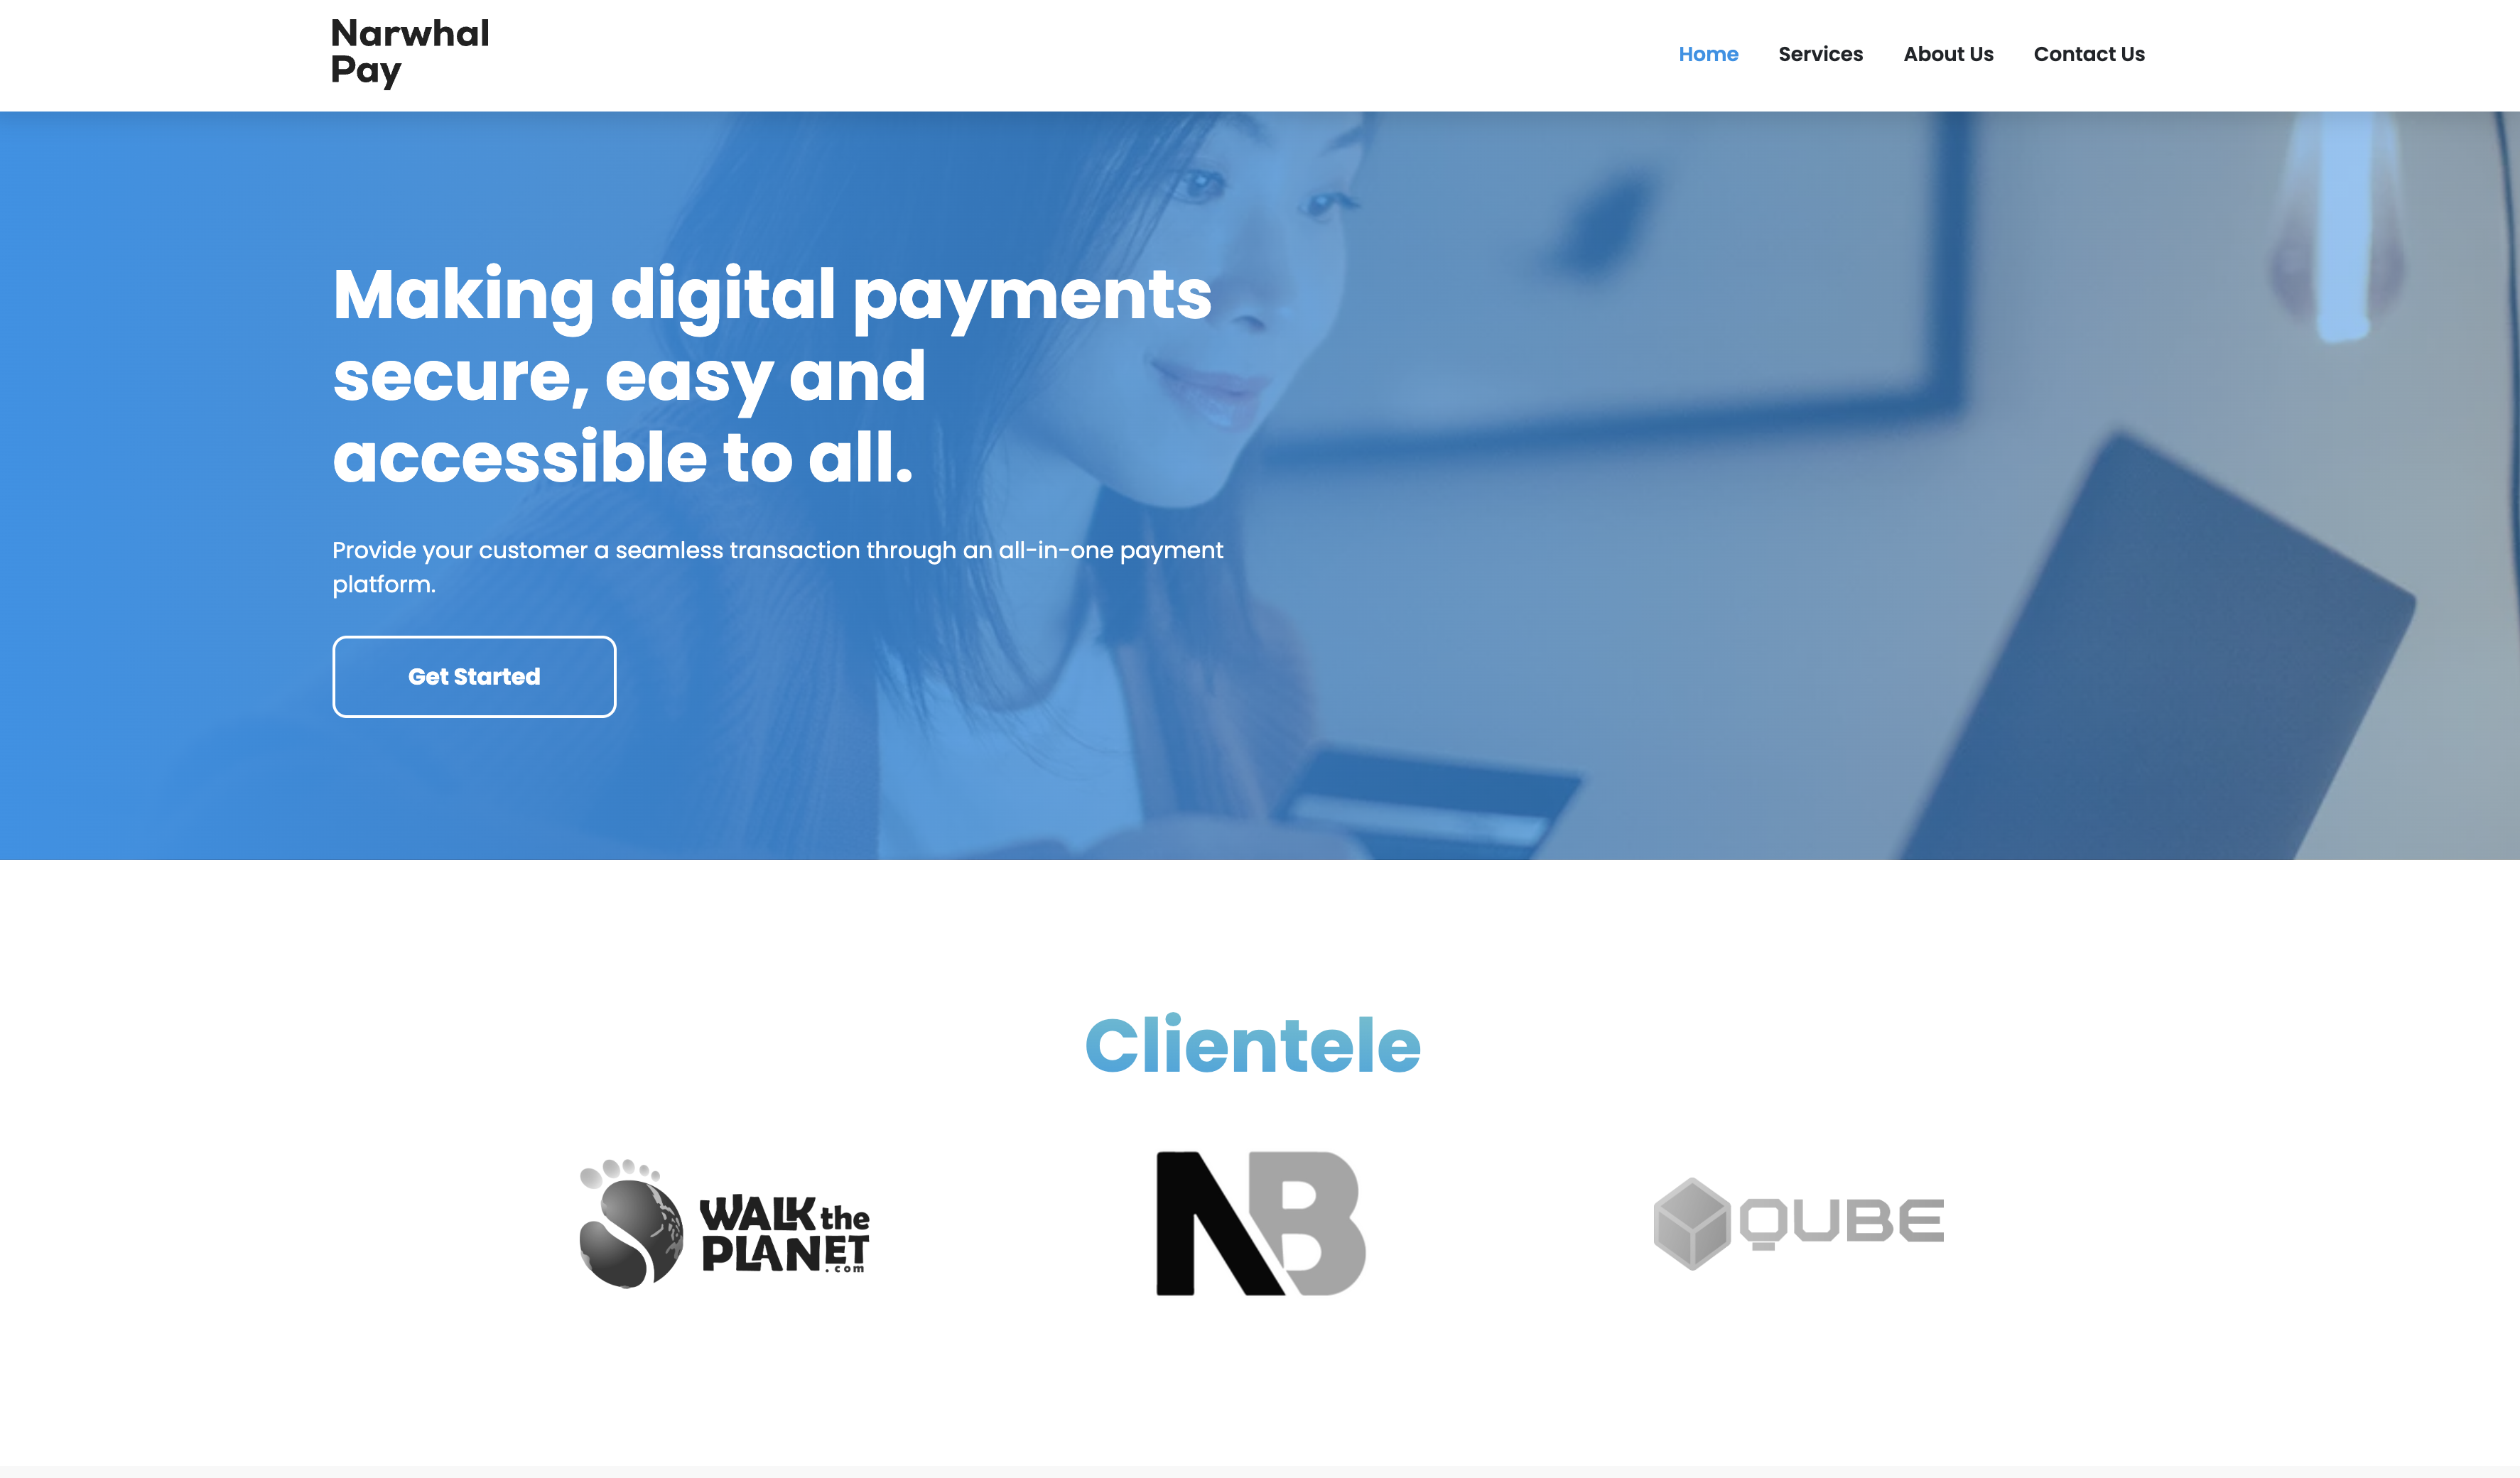 Narwhal
Pay
Home Services About Us Contact Us
Making digital payments
secure, easy and
accessible to all.
Provide your customer a seamless transaction through an all-in-one payment
platform.
Get Started
Clientele
WALK the
PLANET
.com
NB
QUBE